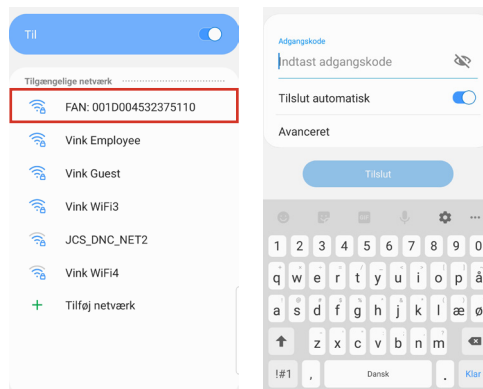 Til
Tilgængelige netværk
FAN: 001D004532375110
Vink Employee
Vink Guest
Vink WiFi3
JCS_DNC_NET2
Vink WiFi4
+ Tilføj netværk
Adgangskode
Indtast adgangskode
Tilslut automatisk
Avanceret
Tilslut
GIF
1 2 3 4 5 6 7 8 9 0
q w e r t y u i o p å
a s d f g h j k l æ ø
z x c v b n m
!#1 , Dansk . Klar